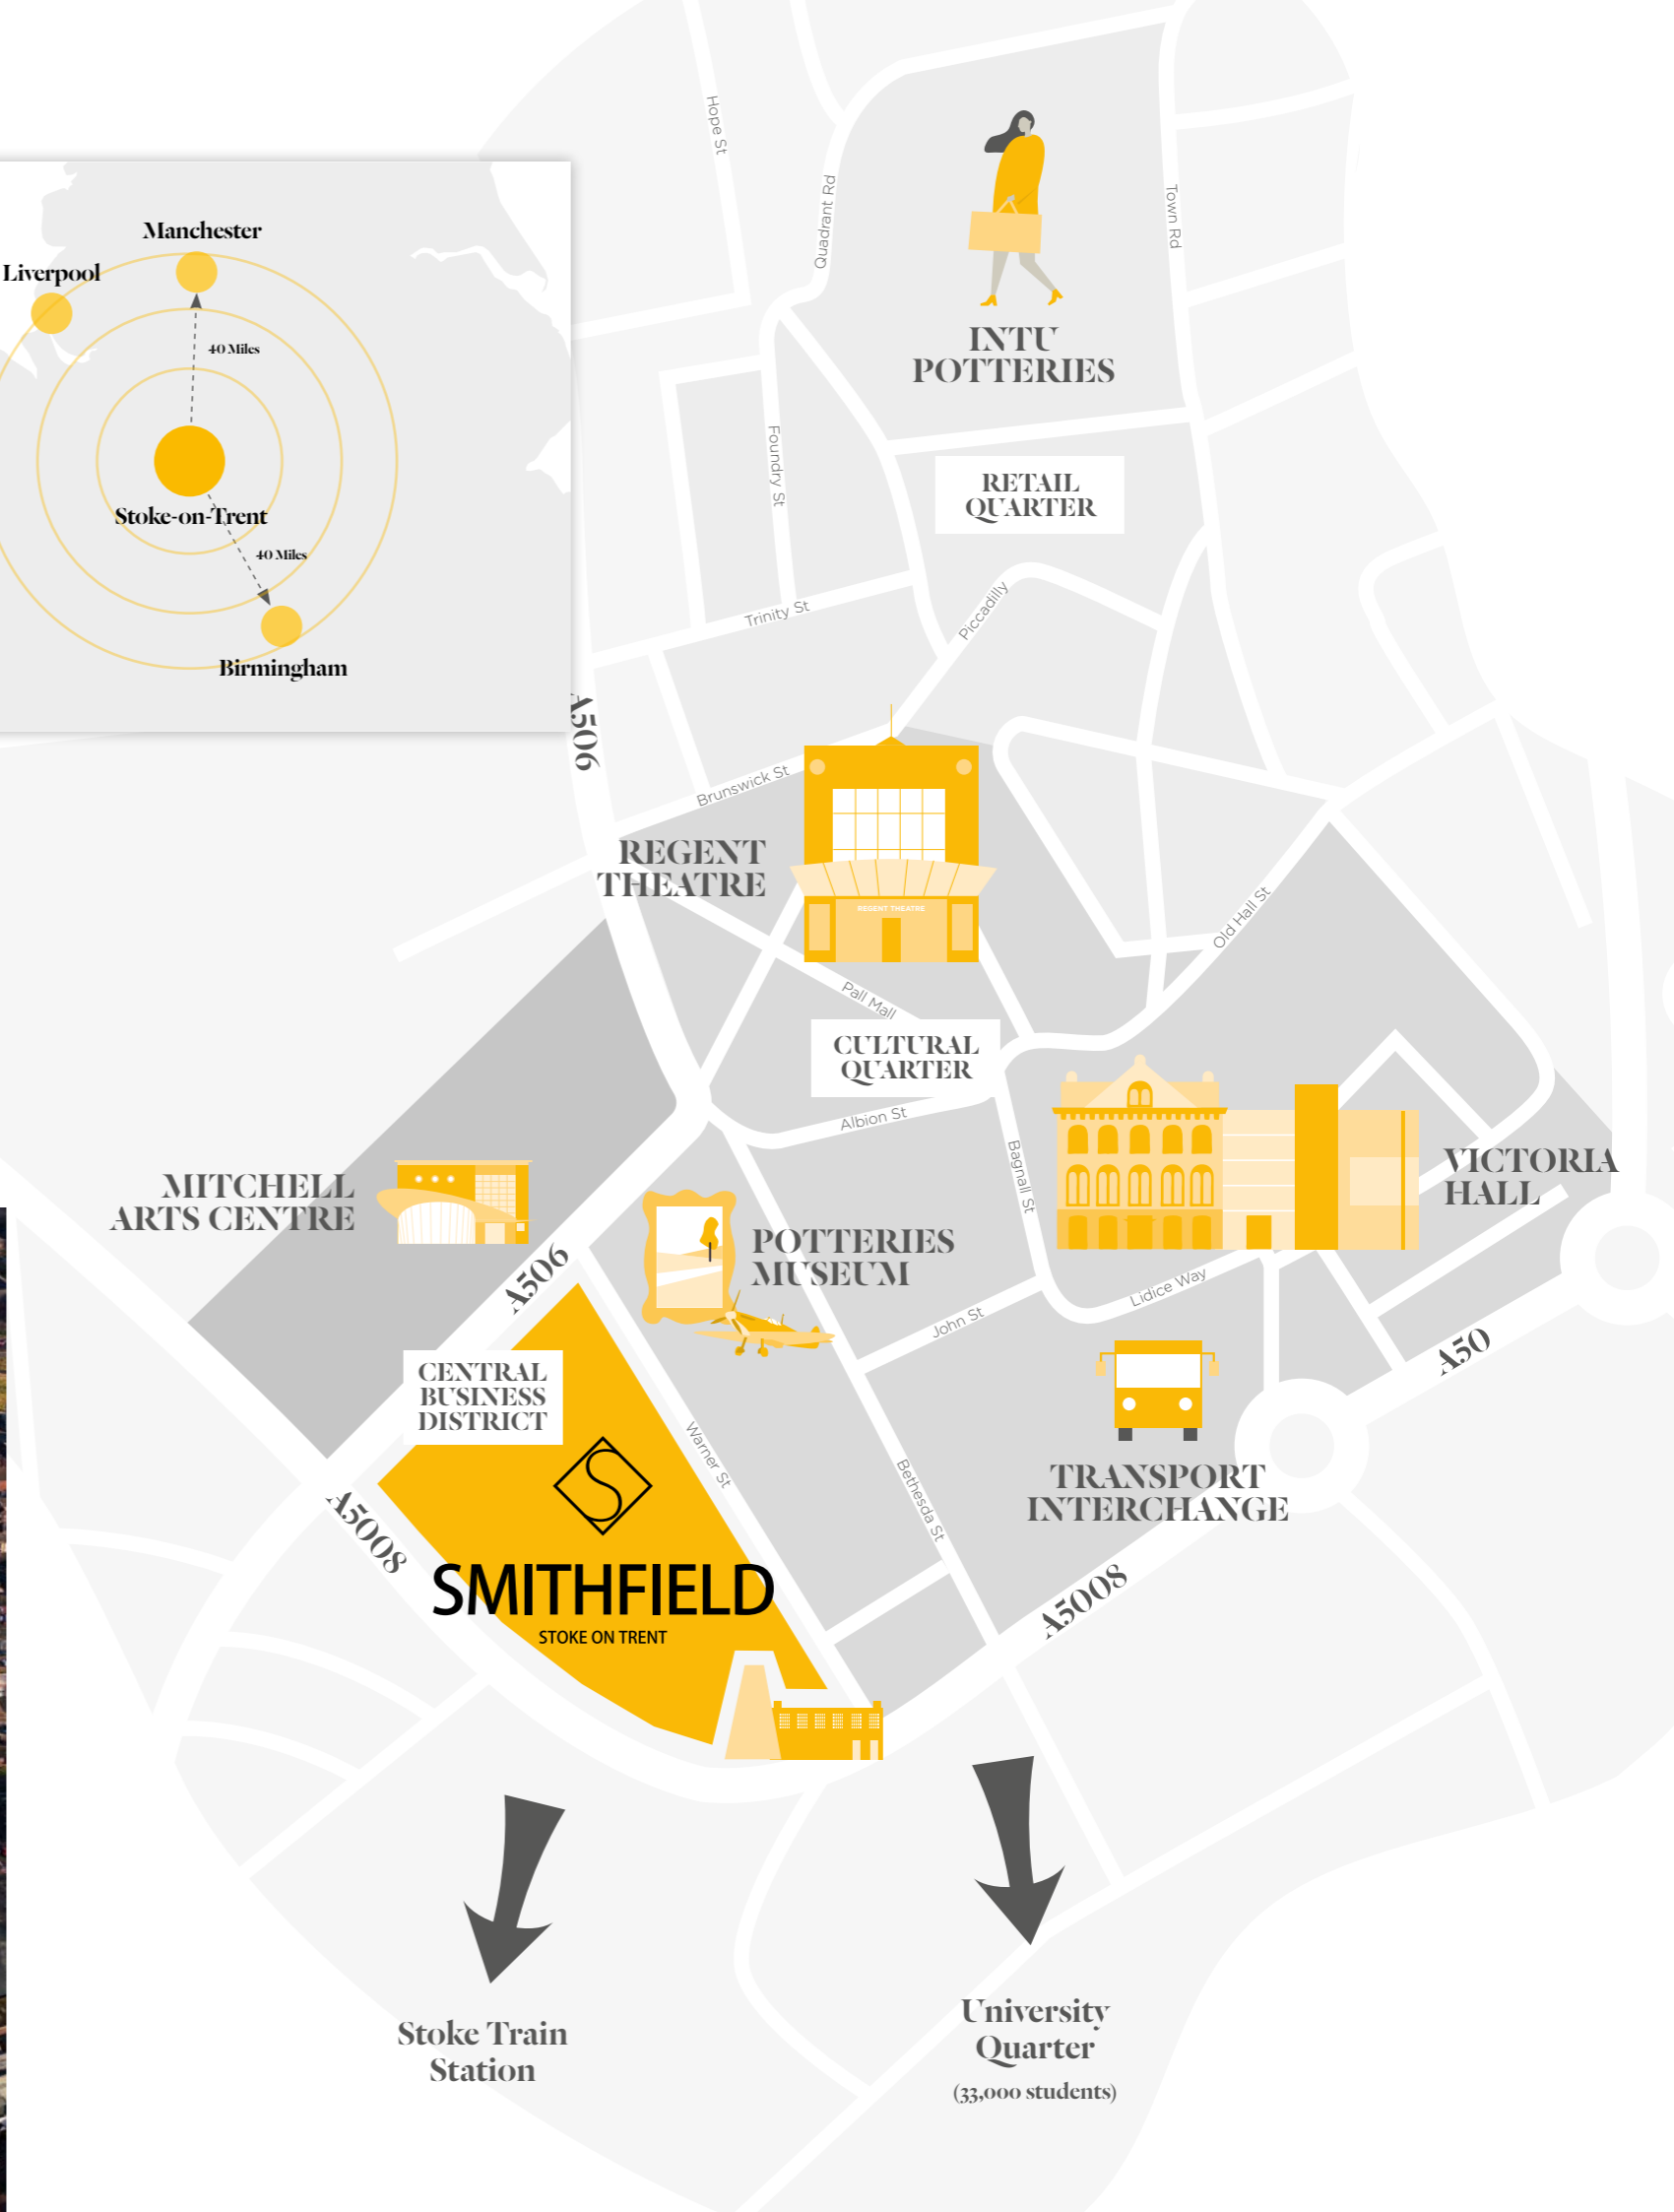 Hope St
Quadrant Rd
Town Rd
Manchester
Liverpool
40 Miles
Stoke-on-Trent
40 Miles
Birmingham
INTU
POTTERIES
Foundry St
RETAIL
QUARTER
Trinity St
Piccadilly
A506
Brunswick St
REGENT
THEATRE
REGENT THEATRE
Old Hall St
Pall Mall
CULTURAL
QUARTER
Albion St
Bagnall St
VICTORIA
HALL
MITCHELL
ARTS CENTRE
POTTERIES
MUSEUM
A506
Lidice Way
John St
A50
CENTRAL
BUSINESS
DISTRICT
Warner St
Bethesda St
TRANSPORT
INTERCHANGE
A5008
A5008
S
SMITHFIELD
STOKE ON TRENT
Stoke Train
Station
University
Quarter
(33,000 students)